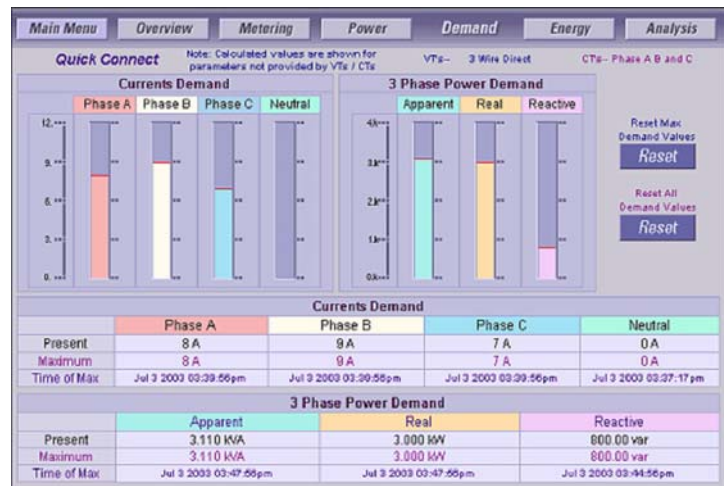 Main Menu Overview Metering Power Demand Energy Analysis
Quick Connect
Note: Calculated values are shown for
parameters not provided by VTs / CTs
VTs-- 3 Wire Direct
CTs-- Phase A B and C
Currents Demand
Phase A Phase B Phase C Neutral
12.
9.
6.
3.
0.
3 Phase Power Demand
Apparent Real Reactive
4.k
3.k
2.k
1.k
0.k
Reset Max
Demand Values
Reset
Reset All
Demand Values
Reset
Currents Demand
Phase A Phase B Phase C Neutral
Present 8 A 9 A 7 A 0 A
Maximum 8 A 9 A 7 A 0 A
Time of Max Jul 3 2003 03:39:56pm Jul 3 2003 03:39:56pm Jul 3 2003 03:39:56pm Jul 3 2003 03:37:17pm
3 Phase Power Demand
Apparent Real Reactive
Present 3.110 kVA 3.000 kW 800.00 var
Maximum 3.110 kVA 3.000 kW 800.00 var
Time of Max Jul 3 2003 03:47:56pm Jul 3 2003 03:47:56pm Jul 3 2003 03:44:56pm